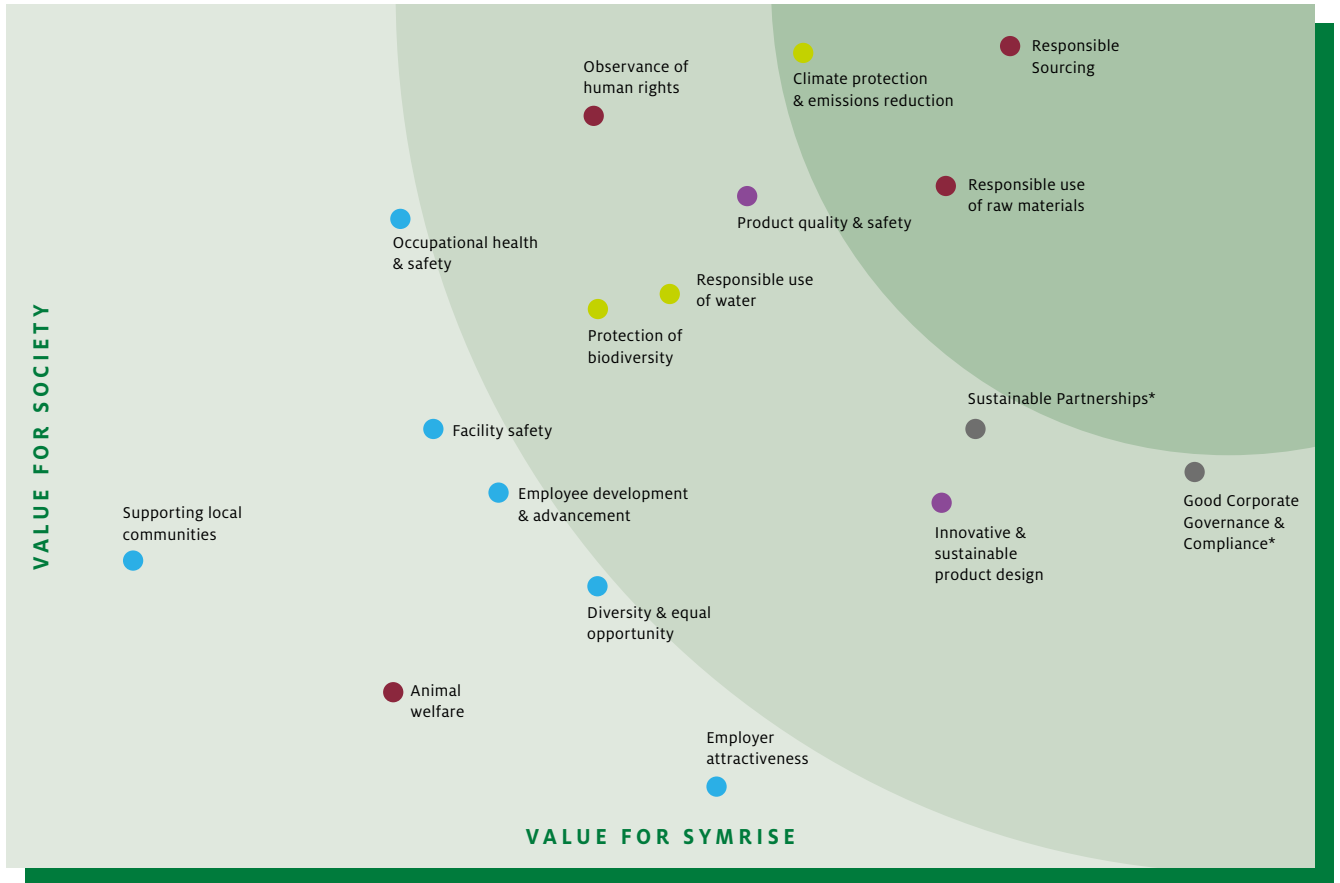 Responsible
Sourcing
Observance of
human rights
Climate protection
& emissions reduction
Responsible use
of raw materials
Product quality & safety
Occupational health
& safety
Responsible use
of water
Protection of
biodiversity
VALUE FOR SOCIETY
Sustainable Partnerships*
Facility safety
Employee development
& advancement
Good Corporate
Governance &
Compliance*
Supporting local
communities
Innovative &
sustainable
product design
Diversity & equal
opportunity
Animal
welfare
Employer
attractiveness
VALUE FOR SYMRISE